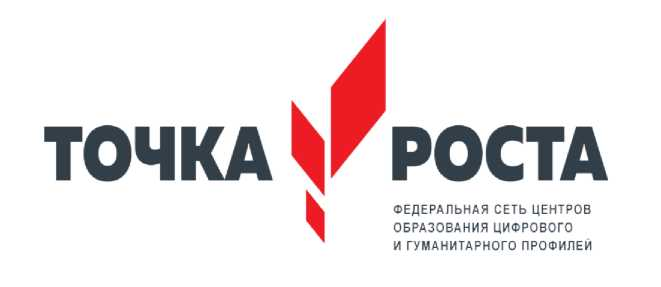 ТОЧКА РОСТА
ФЕДЕРАЛЬНАЯ СЕТЬ ЦЕНТРОВ
ОБРАЗОВАНИЯ ЦИФРОВОГО
И ГУМАНИТАРНОГО ПРОФИЛЕЙ